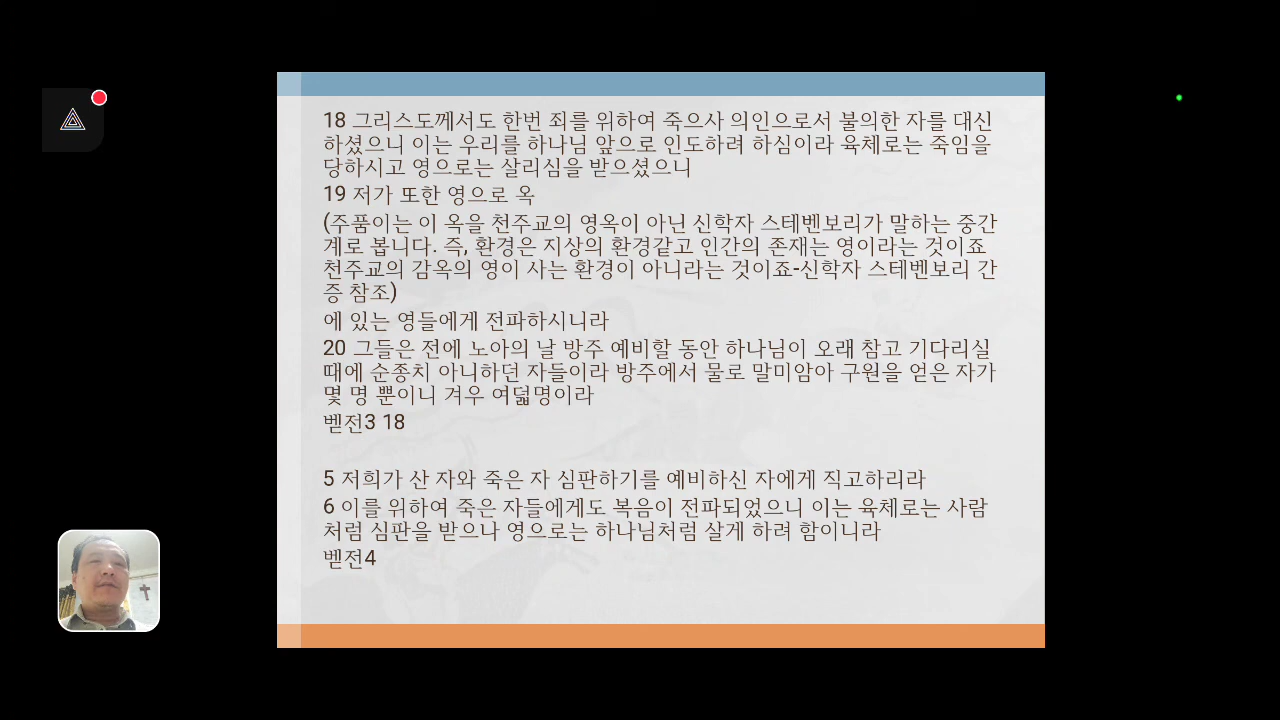 18 그리스도께서도 한번 죄를 위하여 죽으사 의인으로서 불의한 자를 대신
하셨으니 이는 우리를 하나님 앞으로 인도하려 하심이라 육체로는 죽임을
당하시고 영으로는 살리심을 받으셨으니
19 저가 또한 영으로 옥
(주품이는 이 옥을 천주교의 영옥이 아닌 신학자 스테벤보리가 말하는 중간
계로 봅니다. 즉, 환경은 지상의 환경같고 인간의 존재는 영이라는 것이죠
천주교의 감옥의 영이 사는 환경이 아니라는 것이죠-신학자 스테벤보리 간
증 참조)
에 있는 영들에게 전파하시니라
20 그들은 전에 노아의 날 방주 예비할 동안 하나님이 오래 참고 기다리실
때에 순종치 아니하던 자들이라 방주에서 물로 말미암아 구원을 얻은 자가
몇 명 뿐이니 겨우 여덟명이라
벧전3 18
5 저희가 산 자와 죽은 자 심판하기를 예비하신 자에게 직고하리라
6 이를 위하여 죽은 자들에게도 복음이 전파되었으니 이는 육체로는 사람
처럼 심판을 받으나 영으로는 하나님처럼 살게 하려 함이니라
벧전4